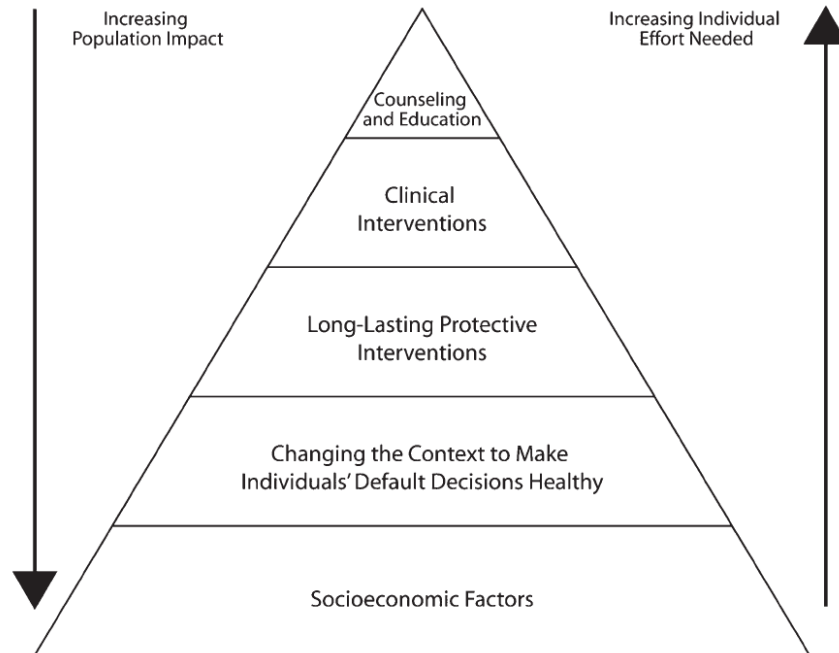 Increasing
Population Impact
Increasing Individual
Effort Needed
Counseling
and Education
Clinical
Interventions
Long-Lasting Protective
Interventions
Changing the Context to Make
Individuals’ Default Decisions Healthy
Socioeconomic Factors